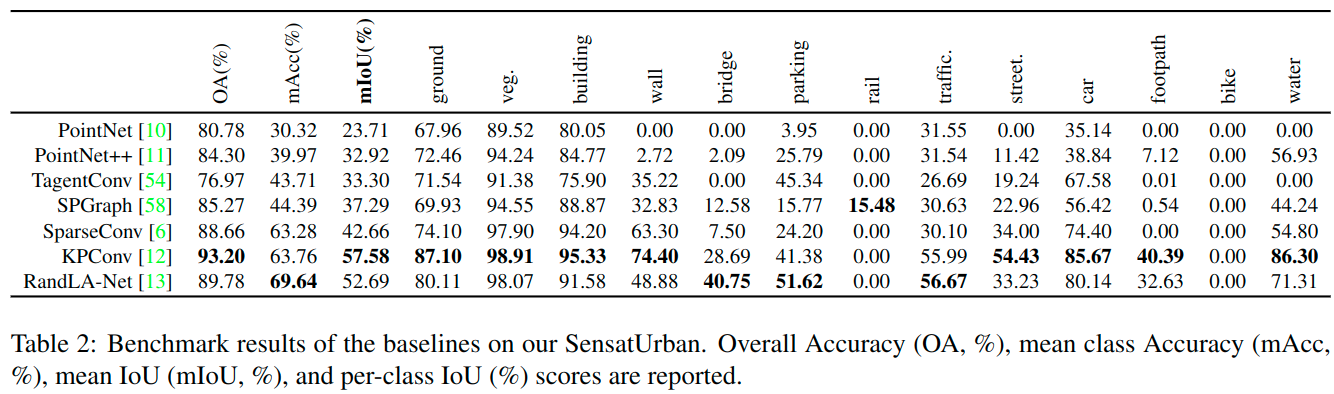 OA(%) mAcc(%) mIoU(%) ground veg. building wall bridge parking rail traffic. street. car footpath bike water
PointNet [10] 80.78 30.32 23.71 67.96 89.52 80.05 0.00 0.00 3.95 0.00 31.55 0.00 35.14 0.00 0.00 0.00
PointNet++ [11] 84.30 39.97 32.92 72.46 94.24 84.77 2.72 2.09 25.79 0.00 31.54 11.42 38.84 7.12 0.00 56.93
TagentConv [54] 76.97 43.71 33.30 71.54 91.38 75.90 35.22 0.00 45.34 0.00 26.69 19.24 67.58 0.01 0.00 0.00
SPGraph [58] 85.27 44.39 37.29 69.93 94.55 88.87 32.83 12.58 15.77 15.48 30.63 22.96 56.42 0.54 0.00 44.24
SparseConv [6] 88.66 63.28 42.66 74.10 97.90 94.20 63.30 7.50 24.20 0.00 30.10 34.00 74.40 0.00 0.00 54.80
KPConv [12] 93.20 63.76 57.58 87.10 98.91 95.33 74.40 28.69 41.38 0.00 55.99 54.43 85.67 40.39 0.00 86.30
RandLA-Net [13] 89.78 69.64 52.69 80.11 98.07 91.58 48.88 40.75 51.62 0.00 56.67 33.23 80.14 32.63 0.00 71.31
Table 2: Benchmark results of the baselines on our SensatUrban. Overall Accuracy (OA, %), mean class Accuracy (mAcc,
%), mean IoU (mIoU, %), and per-class IoU (%) scores are reported.